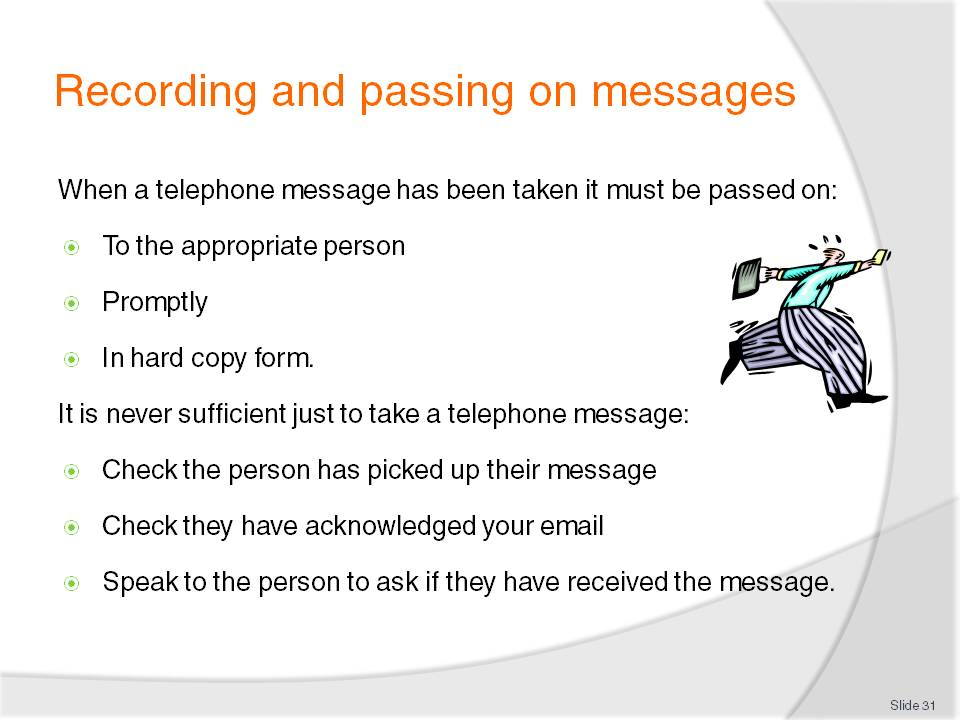 Recording and passing on messages
When a telephone message has been taken it must be passed on:
To the appropriate person
Promptly
In hard copy form.
It is never sufficient just to take a telephone message:
Check the person has picked up their message
Check they have acknowledged your email
Speak to the person to ask if they have received the message.
Slide 31